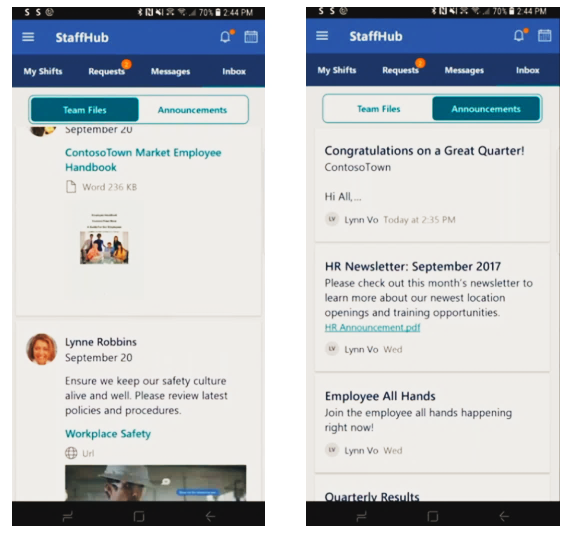 S S
70% 2:44 PM
StaffHub
My Shifts Requests Messages Inbox
Team Files Announcements
September 20
ContosoTown Market Employee
Handbook
Word 236 KB
Lynne Robbins
September 20
Ensure we keep our safety culture
alive and well. Please review latest
policies and procedures.
Workplace Safety
Url
S S
70% 2:44 PM
StaffHub
My Shifts Requests Messages Inbox
Team Files Announcements
Congratulations on a Great Quarter!
ContosoTown
Hi All,...
LV Lynn Vo Today at 2:35 PM
HR Newsletter: September 2017
Please check out this month's newsletter to
learn more about our newest location
openings and training opportunities.
HR Announcement.pdf
LV Lynn Vo Wed
Employee All Hands
Join the employee all hands happening
right now!
LV Lynn Vo Wed
Quarterly Results